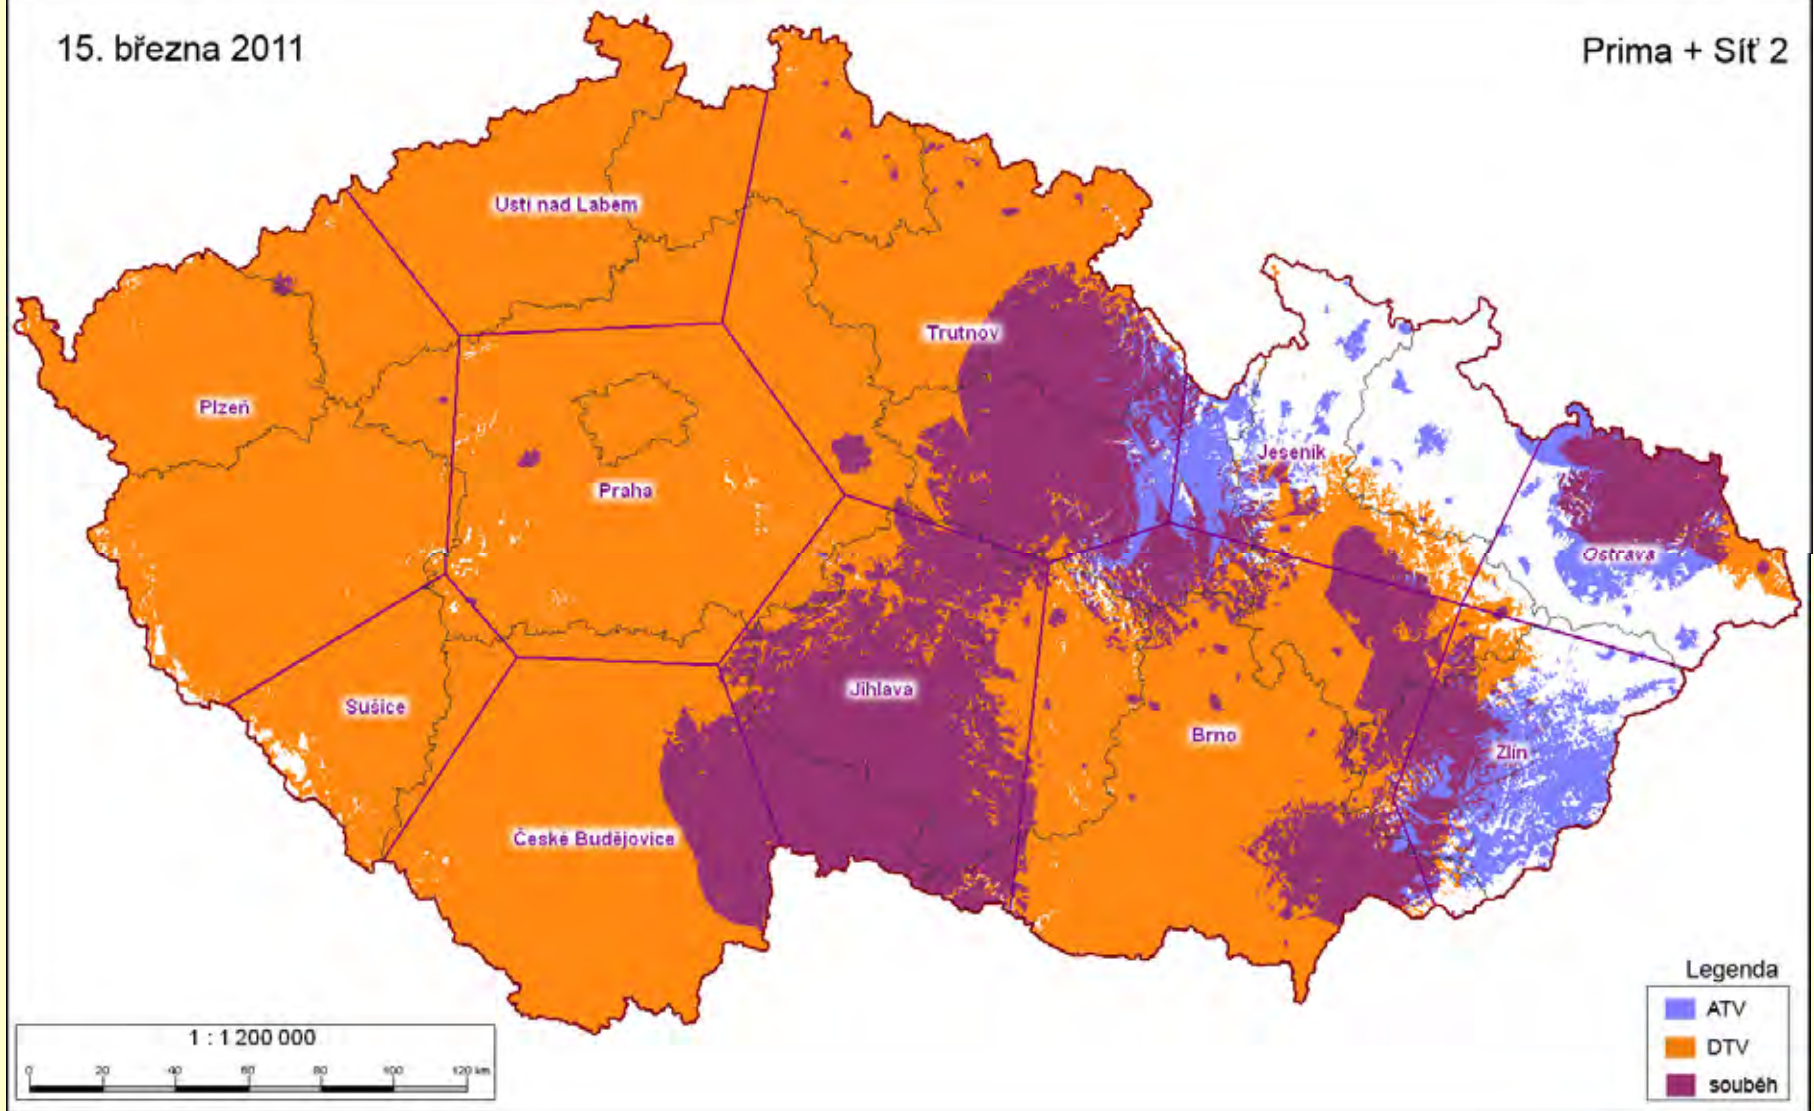 15. března 2011
Prima + Síť 2
Ustí nad Labem
Trutnov
Plzeň
Jeseník
Praha
Ostrava
Sušice
Jihlava
Brno
Zlín
České Budějovice
Legenda
ATV
DTV
souběh
1 : 1 200 000
0 20 40 60 80 100 120 km